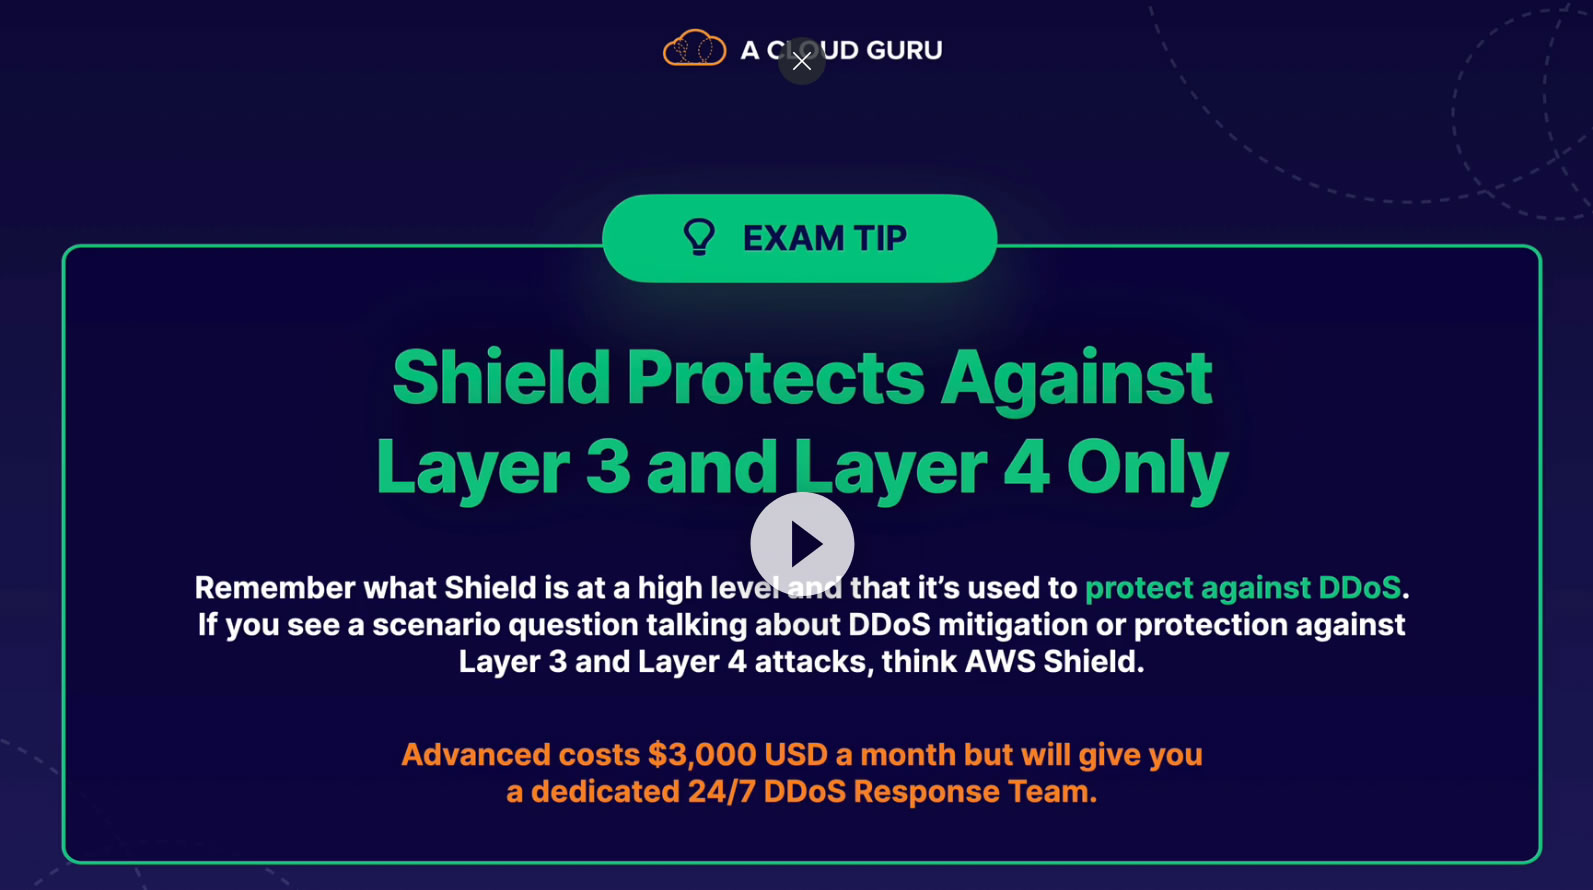 A CLOUD GURU
EXAM TIP
Shield Protects Against
Layer 3 and Layer 4 Only
Remember what Shield is at a high level and that it’s used to protect against DDoS.
If you see a scenario question talking about DDoS mitigation or protection against
Layer 3 and Layer 4 attacks, think AWS Shield.
Advanced costs $3,000 USD a month but will give you
a dedicated 24/7 DDoS Response Team.